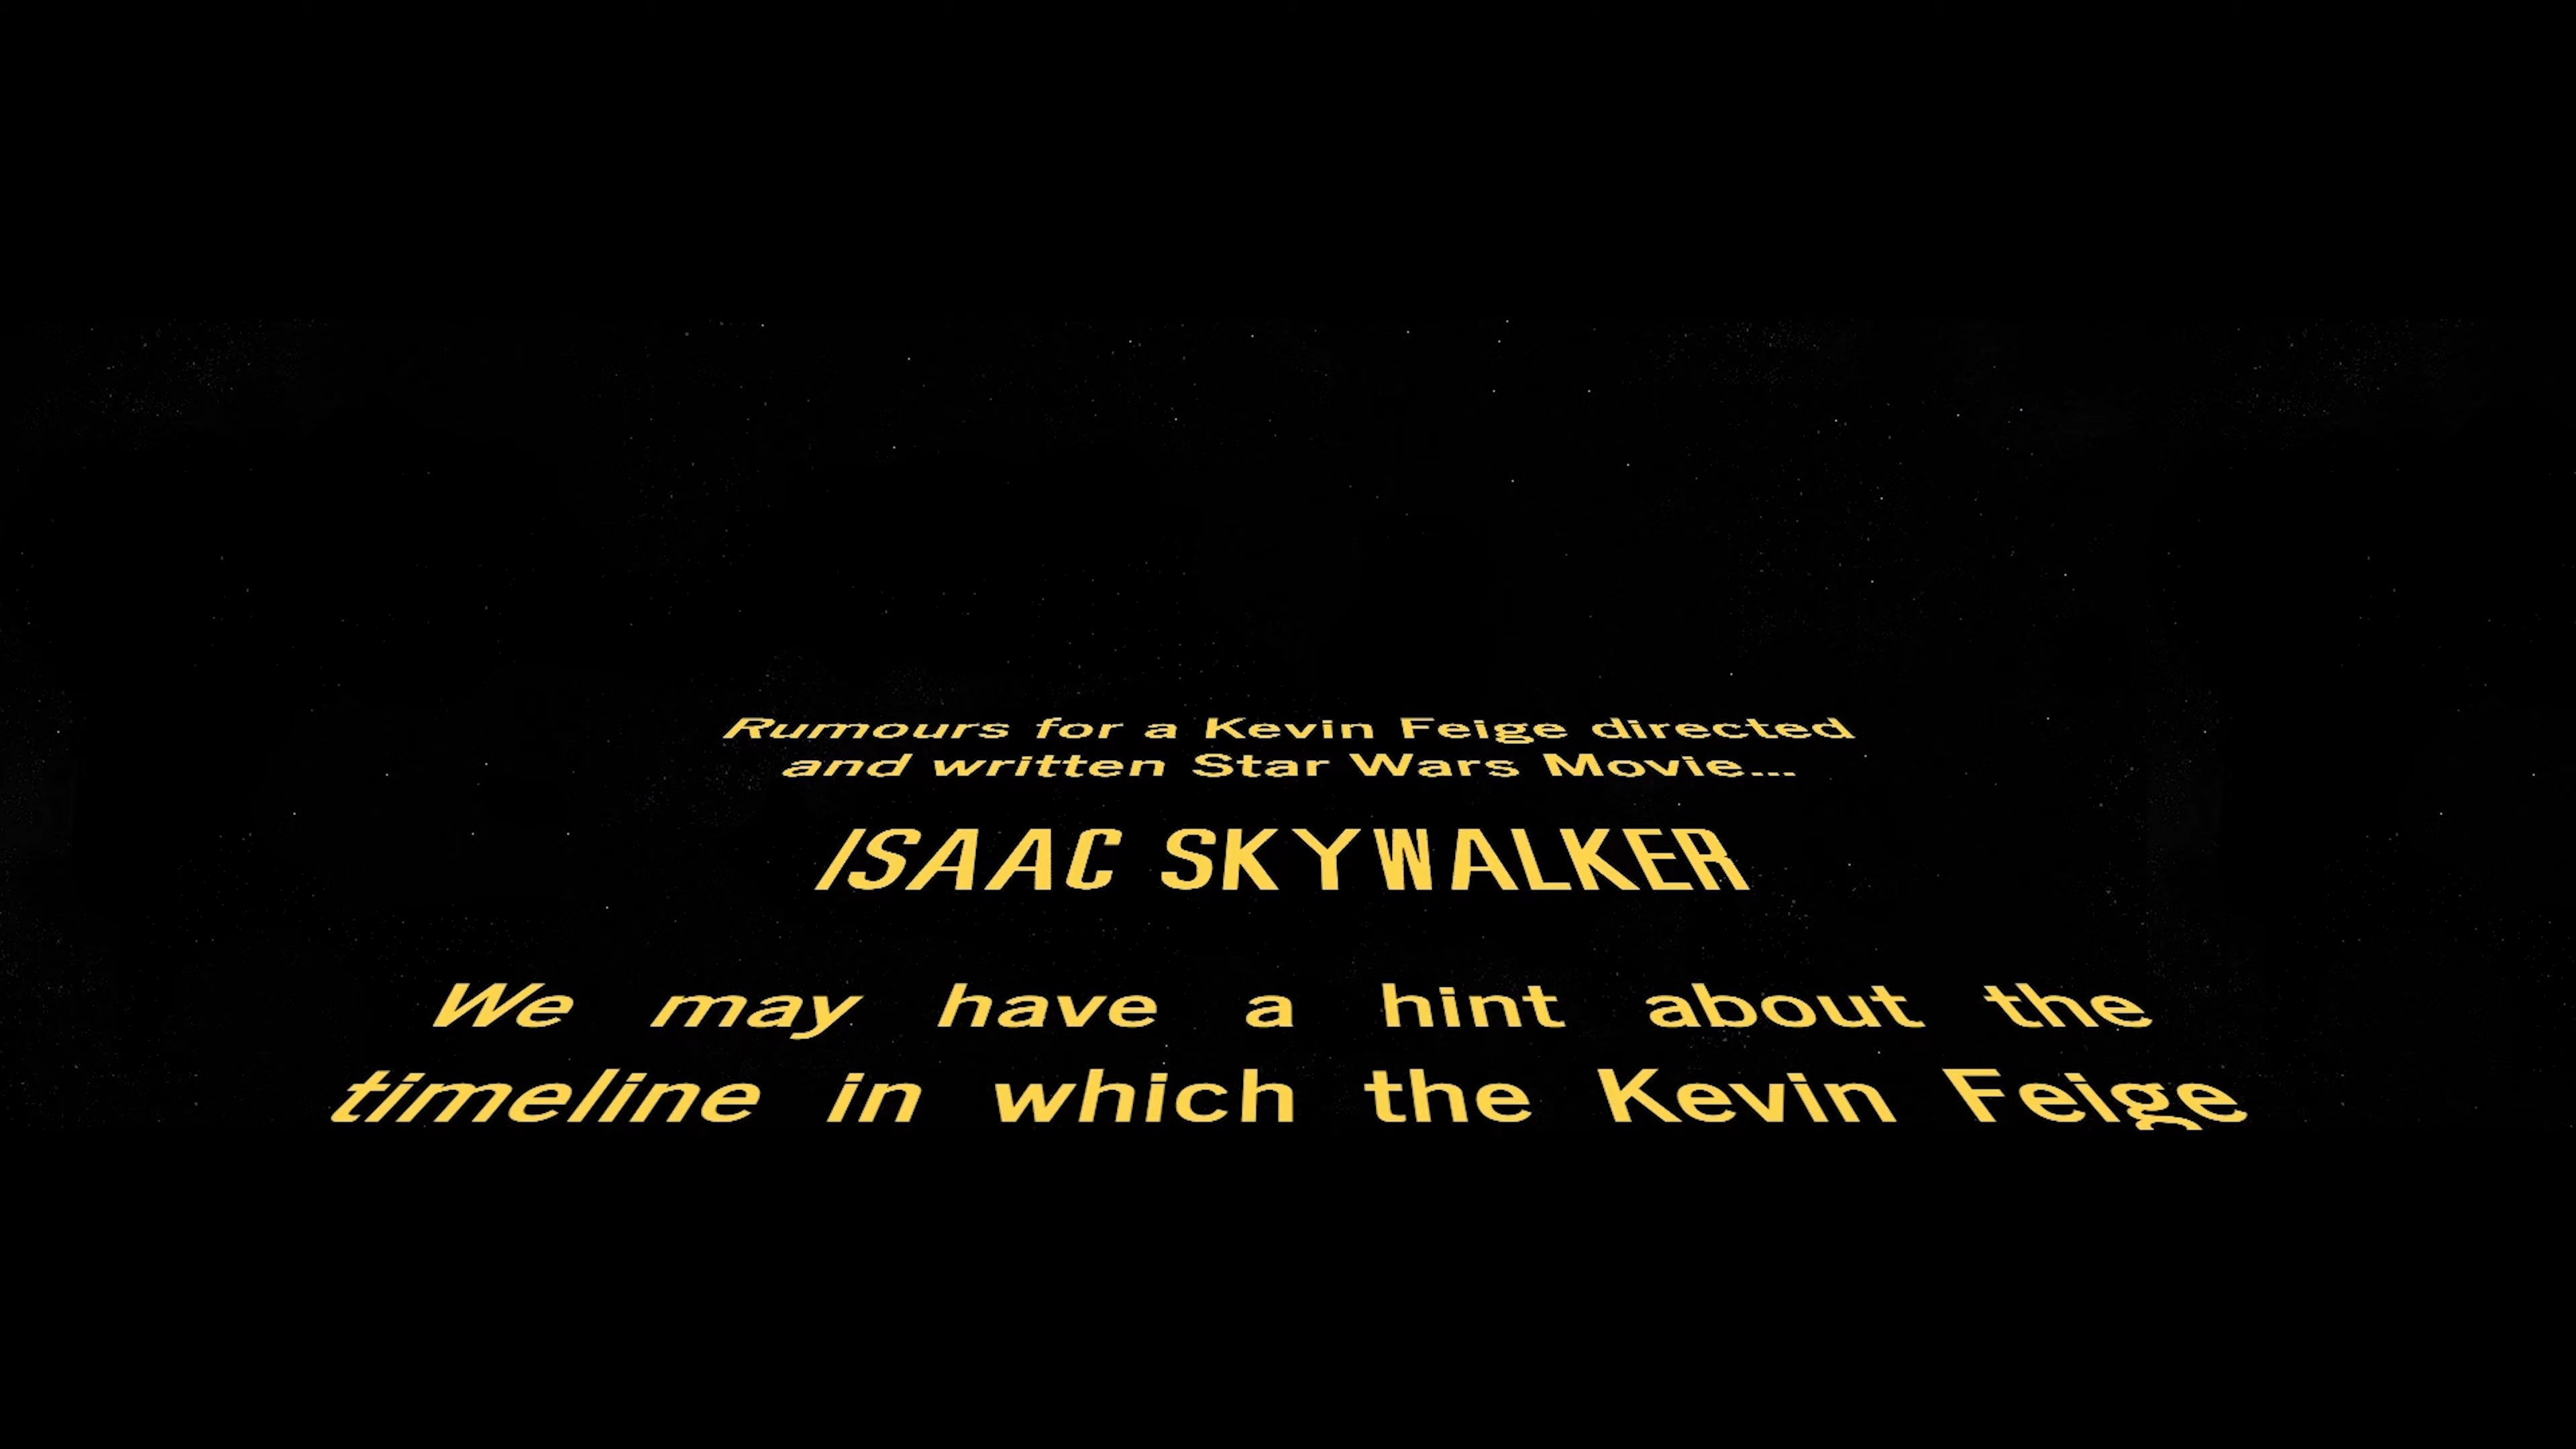 Rumours for a Kevin Feige directed
and written Star Wars Movie...
ISAAC SKYWALKER
We may have a hint about the
timeline in which the Kevin Feige